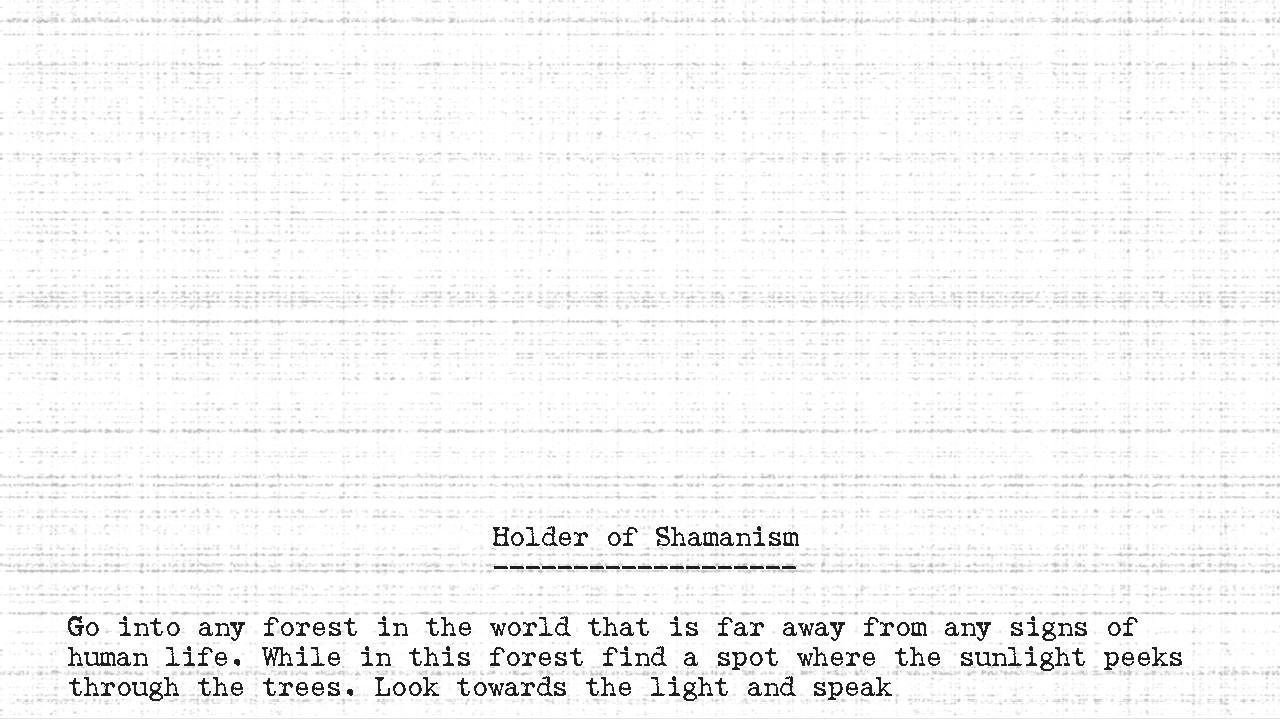 Holder of Shamanism
-------------------
Go into any forest in the world that is far away from any signs of
human life. While in this forest find a spot where the sunlight peeks
through the trees. Look towards the light and speak